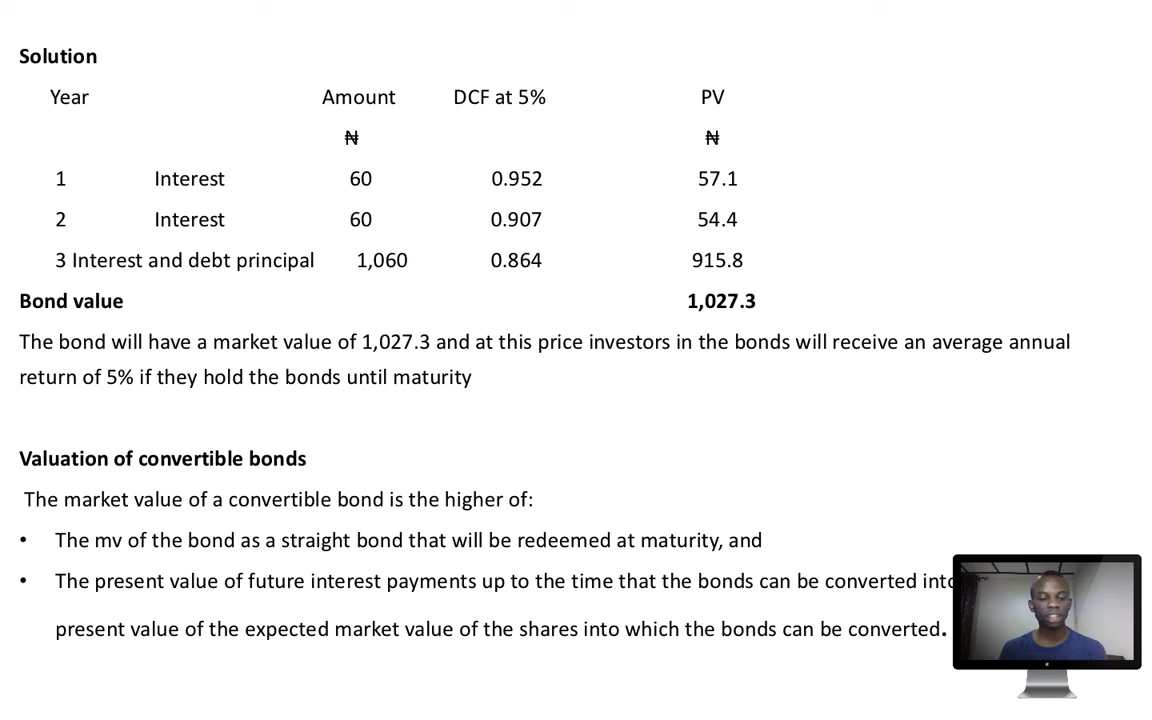 Solution
Year Amount DCF at 5% PV
₦ ₦
1 Interest 60 0.952 57.1
2 Interest 60 0.907 54.4
3 Interest and debt principal 1,060 0.864 915.8
Bond value 1,027.3
The bond will have a market value of 1,027.3 and at this price investors in the bonds will receive an average annual
return of 5% if they hold the bonds until maturity
Valuation of convertible bonds
The market value of a convertible bond is the higher of:
• The mv of the bond as a straight bond that will be redeemed at maturity, and
• The present value of future interest payments up to the time that the bonds can be converted into
present value of the expected market value of the shares into which the bonds can be converted.